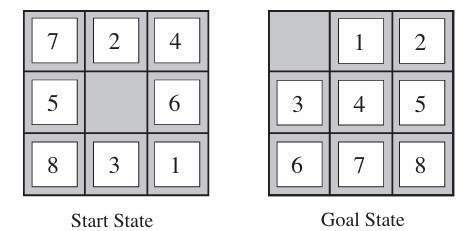 7 2 4
5 6
8 3 1
Start State
1 2
3 4 5
6 7 8
Goal State